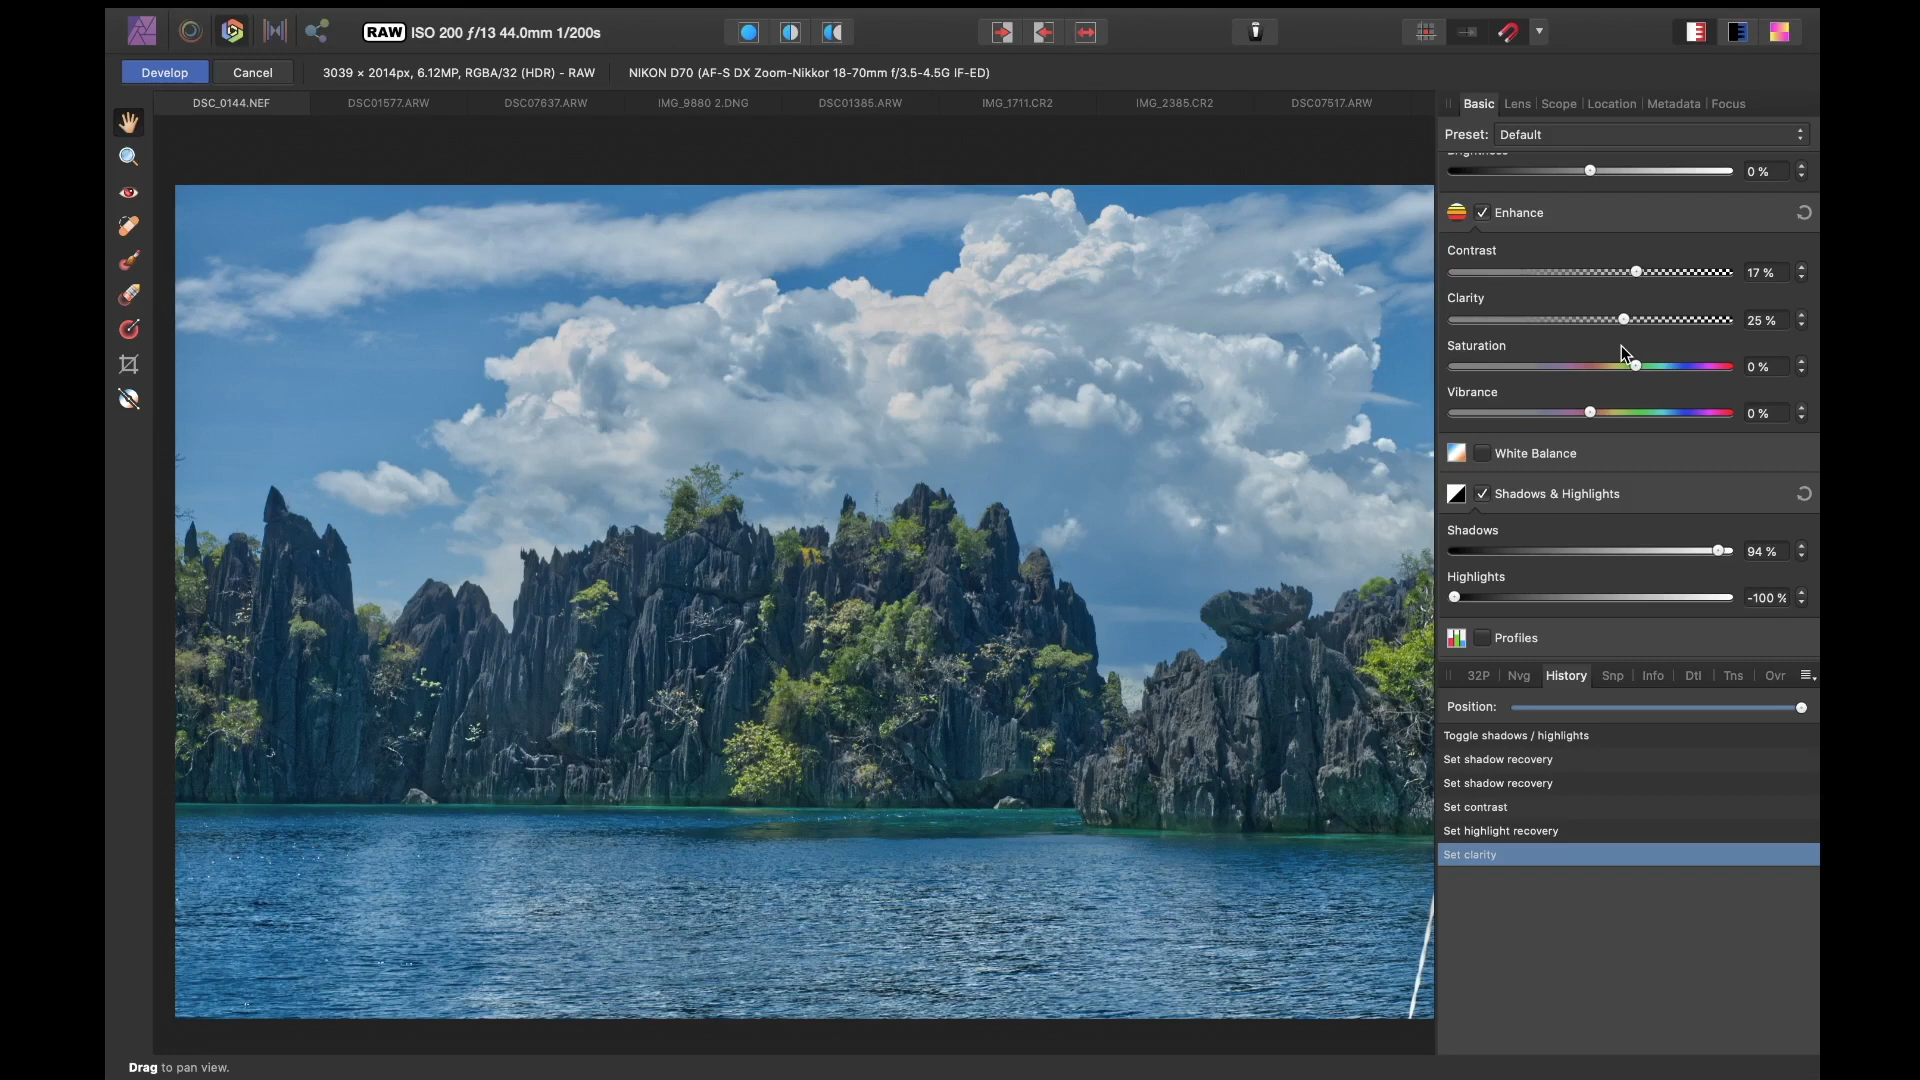 RAW ISO 200 ƒ/13 44.0mm 1/200s
Develop Cancel 3039 × 2014px, 6.12MP, RGBA/32 (HDR) - RAW NIKON D70 (AF-S DX Zoom-Nikkor 18-70mm f/3.5-4.5G IF-ED)
DSC_0144.NEF DSC01577.ARW DSC07637.ARW IMG_9880 2.DNG DSC01385.ARW IMG_1711.CR2 IMG_2385.CR2 DSC07517.ARW
Basic Lens Scope Location Metadata Focus
Preset: Default
Brightness
0 %
Enhance
Contrast
17 %
Clarity
25 %
Saturation
0 %
Vibrance
0 %
White Balance
Shadows & Highlights
Shadows
94 %
Highlights
-100 %
Profiles
32P Nvg History Snp Info Dtl Tns Ovr
Position:
Toggle shadows / highlights
Set shadow recovery
Set shadow recovery
Set contrast
Set highlight recovery
Set clarity
Drag to pan view.